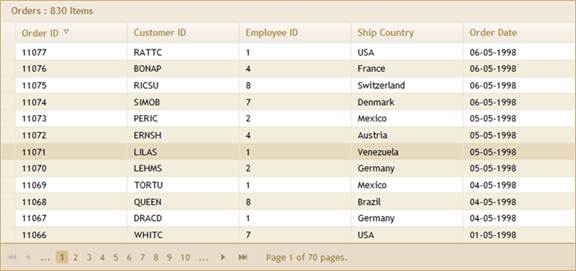 Orders : 830 Items
Order ID Customer ID Employee ID Ship Country Order Date
11077 RATTC 1 USA 06-05-1998
11076 BONAP 4 France 06-05-1998
11075 RICSU 8 Switzerland 06-05-1998
11074 SIMOB 7 Denmark 06-05-1998
11073 PERIC 2 Mexico 05-05-1998
11072 ERNSH 4 Austria 05-05-1998
11071 LILAS 1 Venezuela 05-05-1998
11070 LEHMS 2 Germany 05-05-1998
11069 TORTU 1 Mexico 04-05-1998
11068 QUEEN 8 Brazil 04-05-1998
11067 DRACD 1 Germany 04-05-1998
11066 WHITC 7 USA 01-05-1998
... 1 2 3 4 5 6 7 8 9 10 ... Page 1 of 70 pages.